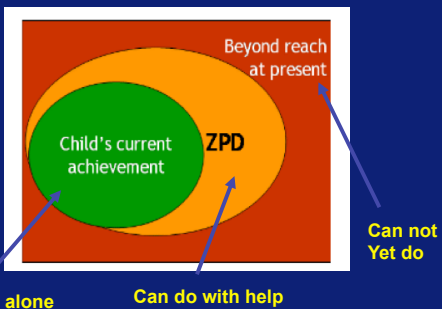 Beyond reach
at present
Child's current
achievement
ZPD
Can not
Yet do
alone
Can do with help